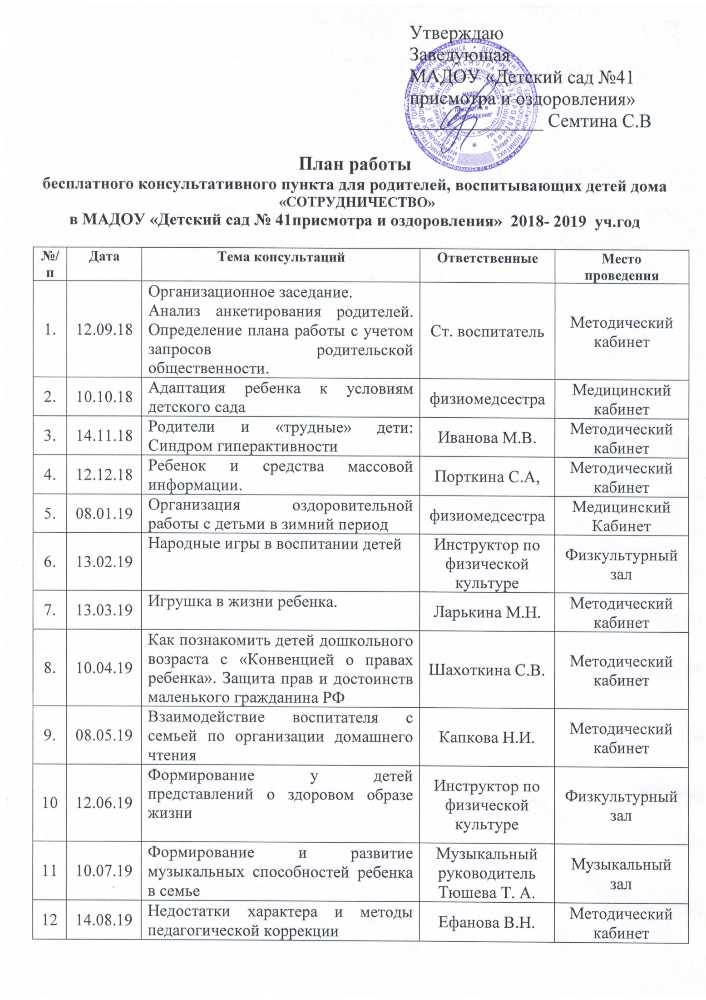 Утверждаю
Заведующая
МАДОУ «Детский сад №41
присмотра и оздоровления»
Семтина С.В
План работы
бесплатного консультативного пункта для родителей, воспитывающих детей дома
«СОТРУДНИЧЕСТВО»
в МАДОУ «Детский сад № 41присмотра и оздоровления» 2018- 2019 уч.год
№/ Дата Тема консультаций Ответственные Место
п проведения
1. 12.09.18
Организационное заседание.
Анализ анкетирования родителей.
Определение плана работы с учетом
запросов родительской
общественности.
Ст. воспитатель
Методический
кабинет
2. 10.10.18
Адаптация ребенка к условиям
детского сада
физиомедсестра
Медицинский
кабинет
3. 14.11.18
Родители и «трудные» дети:
Синдром гиперактивности
Иванова М.В.
Методический
кабинет
4. 12.12.18
Ребенок и средства массовой
информации.
Порткина С.А,
Методический
кабинет
5. 08.01.19
Организация оздоровительной
работы с детьми в зимний период
физиомедсестра
Медицинский
Кабинет
6. 13.02.19
Народные игры в воспитании детей
Инструктор по
физической
культуре
Физкультурный
зал
7. 13.03.19
Игрушка в жизни ребенка.
Ларькина М.Н.
Методический
кабинет
8. 10.04.19
Как познакомить детей дошкольного
возраста с «Конвенцией о правах
ребенка». Защита прав и достоинств
маленького гражданина РФ
Шахоткина С.В.
Методический
кабинет
9. 08.05.19
Взаимодействие воспитателя с
семьей по организации домашнего
чтения
Капкова Н.И.
Методический
кабинет
10 12.06.19
Формирование у детей
представлений о здоровом образе
жизни
Инструктор по
физической
культуре
Физкультурный
зал
11 10.07.19
Формирование и развитие
музыкальных способностей ребенка
в семье
Музыкальный
руководитель
Тюшева Т. А.
Музыкальный
зал
12 14.08.19
Недостатки характера и методы
педагогической коррекции
Ефанова В.Н.
Методический
кабинет